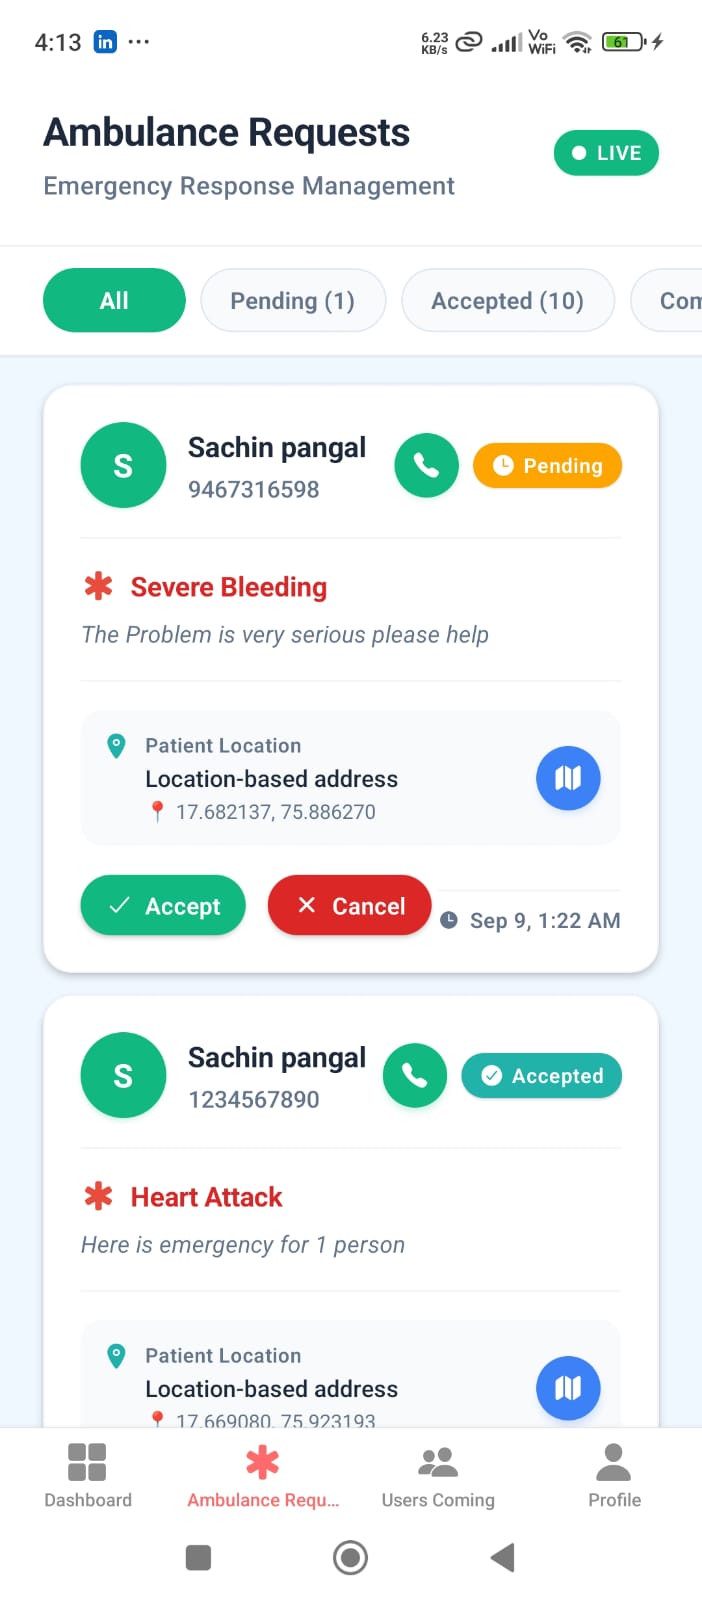 4:13 in ...
6.23 KB/s Vo WiFi 61
Ambulance Requests
LIVE
Emergency Response Management
All
Pending (1)
Accepted (10)
Com
S
Sachin pangal
9467316598
Pending
Severe Bleeding
The Problem is very serious please help
Patient Location
Location-based address
📍 17.682137, 75.886270
Accept
Cancel
Sep 9, 1:22 AM
S
Sachin pangal
1234567890
Accepted
Heart Attack
Here is emergency for 1 person
Patient Location
Location-based address
📍 17.669080, 75.923193
Dashboard
Ambulance Requ...
Users Coming
Profile